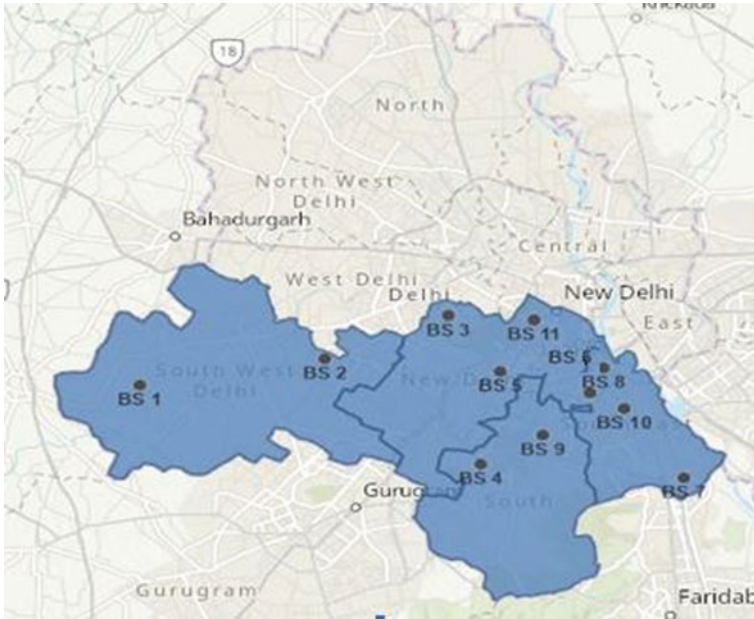 18
North
North West
Delhi
Bahadurgarh
Central
West Delhi
Delhi
New Delhi
East
BS 3
BS 11
BS 2
BS 6
South West
Delhi
BS 1
BS 5
BS 8
BS 10
BS 9
BS 4
BS 7
Gurugram
South
Gurugram
Faridab